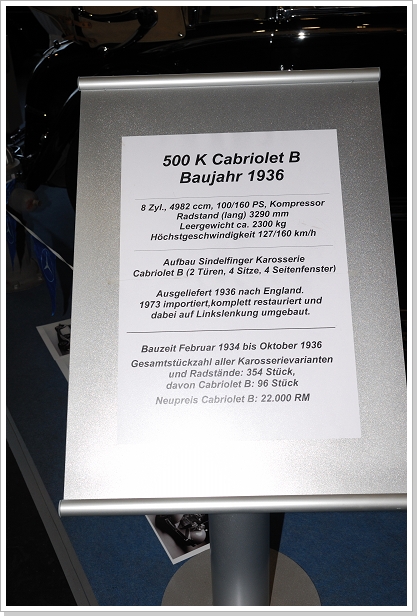 500 K Cabriolet B
Baujahr 1936
8 Zyl., 4982 ccm, 100/160 PS, Kompressor
Radstand (lang) 3290 mm
Leergewicht ca. 2300 kg
Höchstgeschwindigkeit 127/160 km/h
Aufbau Sindelfinger Karosserie
Cabriolet B (2 Türen, 4 Sitze, 4 Seitenfenster)
Ausgeliefert 1936 nach England.
1973 importiert,komplett restauriert und
dabei auf Linkslenkung umgebaut.
Bauzeit Februar 1934 bis Oktober 1936
Gesamtstückzahl aller Karosserievarianten
und Radstände: 354 Stück,
davon Cabriolet B: 96 Stück
Neupreis Cabriolet B: 22.000 RM